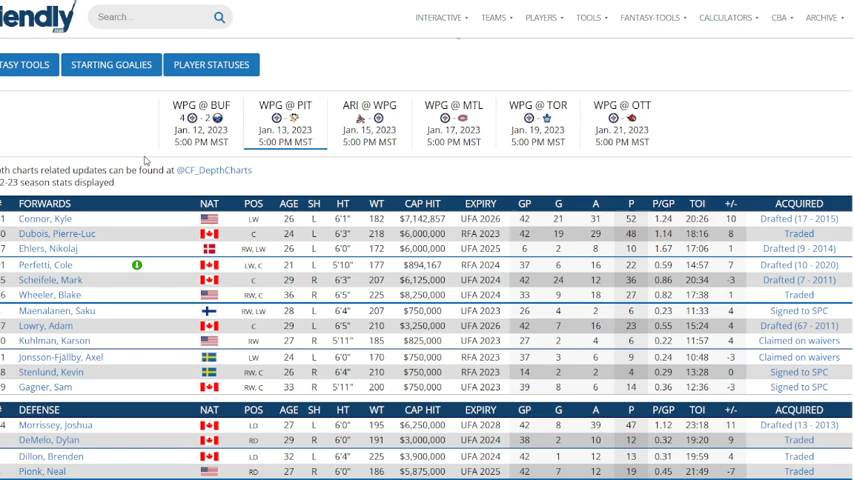 iendly
Search...
INTERACTIVE TEAMS PLAYERS TOOLS FANTASY-TOOLS CALCULATORS CBA ARCHIVE
TASY TOOLS STARTING GOALIES PLAYER STATUSES
WPG @ BUF WPG @ PIT ARI @ WPG WPG @ MTL WPG @ TOR WPG @ OTT
4 - 2 - - - - -
Jan. 12, 2023 Jan. 13, 2023 Jan. 15, 2023 Jan. 17, 2023 Jan. 19, 2023 Jan. 21, 2023
5:00 PM MST 5:00 PM MST 5:00 PM MST 5:00 PM MST 5:00 PM MST 5:00 PM MST
pth charts related updates can be found at @CF_DepthCharts
2-23 season stats displayed
# FORWARDS NAT POS AGE SH HT WT CAP HIT EXPIRY GP G A P P/GP TOI +/- ACQUIRED
1 Connor, Kyle LW 26 L 6'1" 182 $7,142,857 UFA 2026 42 21 31 52 1.24 20:26 10 Drafted (17 - 2015)
0 Dubois, Pierre-Luc C 24 L 6'3" 218 $6,000,000 RFA 2023 42 19 29 48 1.14 18:16 8 Traded
7 Ehlers, Nikolaj RW, LW 26 L 6'0" 172 $6,000,000 UFA 2025 6 2 8 10 1.67 17:06 1 Drafted (9 - 2014)
1 Perfetti, Cole LW, C 21 L 5'10" 177 $894,167 RFA 2024 37 6 16 22 0.59 14:57 7 Drafted (10 - 2020)
5 Scheifele, Mark C 29 R 6'3" 207 $6,125,000 UFA 2024 42 24 12 36 0.86 20:34 -3 Drafted (7 - 2011)
6 Wheeler, Blake RW 36 R 6'5" 225 $8,250,000 UFA 2024 33 9 18 27 0.82 17:38 1 Traded
Maenalanen, Saku RW, LW 28 L 6'4" 207 $750,000 UFA 2023 26 4 2 6 0.23 11:33 4 Signed to SPC
7 Lowry, Adam C 29 L 6'5" 210 $3,250,000 UFA 2026 42 7 16 23 0.55 15:24 4 Drafted (67 - 2011)
0 Kuhlman, Karson RW 27 R 5'11" 185 $825,000 UFA 2023 27 2 4 6 0.22 11:57 4 Claimed on waivers
1 Jonsson-Fjällby, Axel LW 24 L 6'0" 170 $750,000 RFA 2023 37 3 6 9 0.24 10:48 -3 Claimed on waivers
8 Stenlund, Kevin RW, C 26 R 6'4" 210 $750,000 RFA 2023 14 2 2 4 0.29 13:28 0 Signed to SPC
9 Gagner, Sam RW, C 33 R 5'11" 200 $750,000 UFA 2023 39 8 6 14 0.36 12:36 -3 Signed to SPC
# DEFENSE NAT POS AGE SH HT WT CAP HIT EXPIRY GP G A P P/GP TOI +/- ACQUIRED
4 Morrissey, Joshua LD 27 L 6'0" 195 $6,250,000 UFA 2028 42 8 39 47 1.12 23:18 11 Drafted (13 - 2013)
DeMelo, Dylan RD 29 R 6'0" 191 $3,000,000 UFA 2024 38 2 10 12 0.32 19:20 9 Traded
Dillon, Brenden LD 32 L 6'4" 225 $3,900,000 UFA 2024 42 1 12 13 0.31 19:59 4 Traded
Pionk, Neal RD 27 R 6'0" 186 $5,875,000 UFA 2025 42 7 12 19 0.45 21:49 -7 Traded